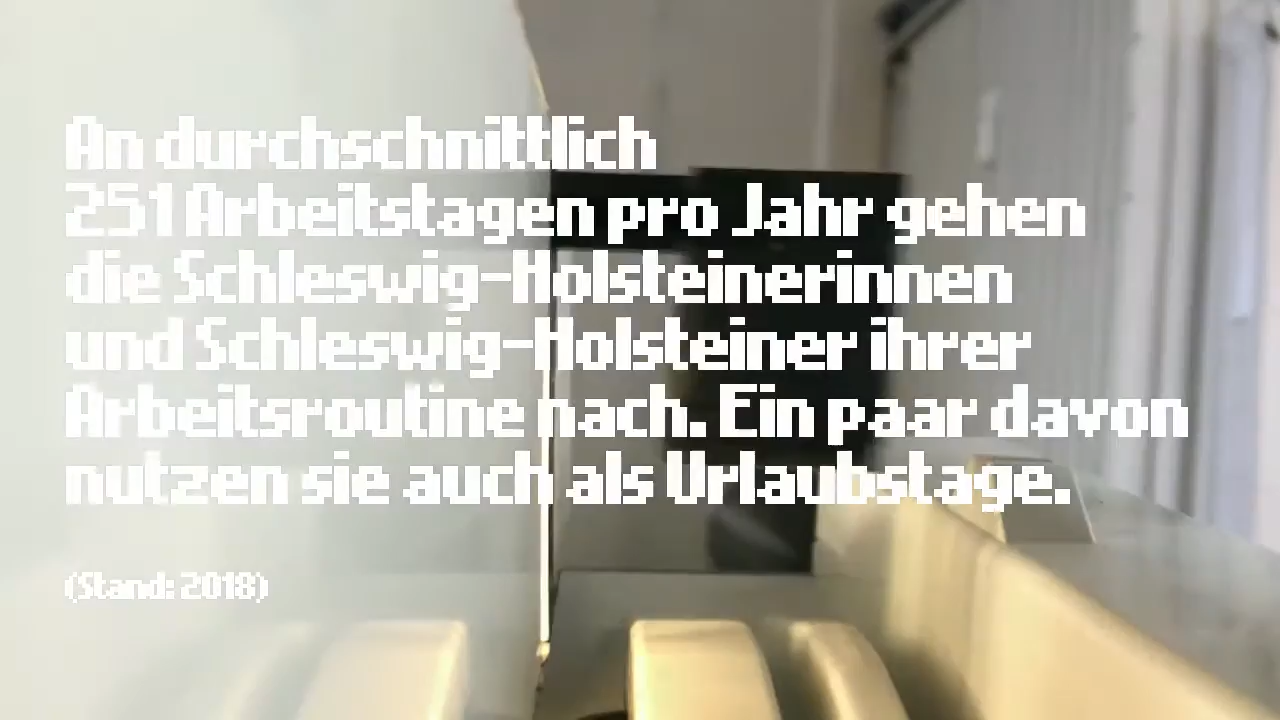 An durchschnittlich
251 Arbeitstagen pro Jahr gehen
die Schleswig-Holsteinerinnen
und Schleswig-Holsteiner ihrer
Arbeitsroutine nach. Ein paar davon
nutzen sie auch als Urlaubstage.
(Stand: 2018)